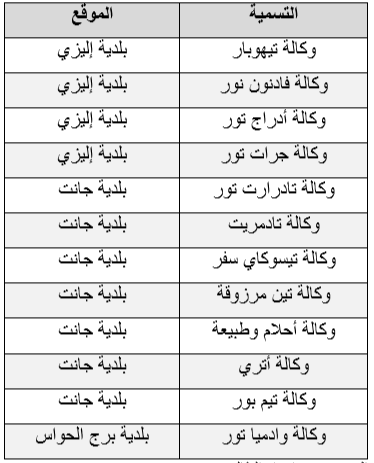 التسمية الموقع
وكالة تيهوبار بلدية إليزي
وكالة فادنون نور بلدية إليزي
وكالة أدراج تور بلدية إليزي
وكالة جرات تور بلدية إليزي
وكالة تادرارت تور بلدية جانت
وكالة تادمريت بلدية جانت
وكالة تيسوكاي سفر بلدية جانت
وكالة تين مرزوقة بلدية جانت
وكالة أحلام وطبيعة بلدية جانت
وكالة أتري بلدية جانت
وكالة تيم بور بلدية جانت
وكالة وادميا تور بلدية برج الحواس